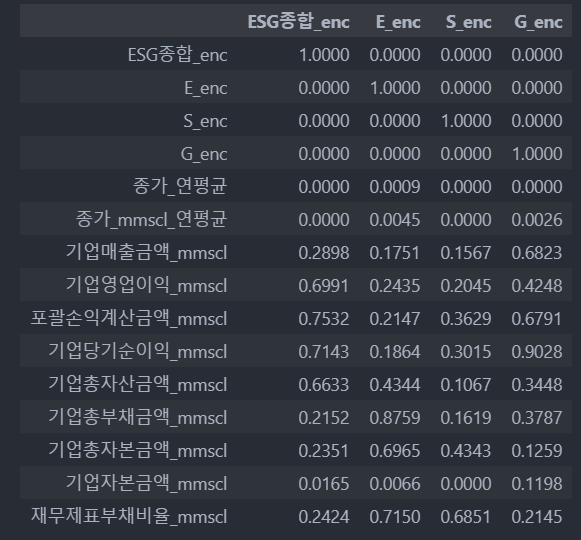 ESG종합_enc E_enc S_enc G_enc
ESG종합_enc 1.0000 0.0000 0.0000 0.0000
E_enc 0.0000 1.0000 0.0000 0.0000
S_enc 0.0000 0.0000 1.0000 0.0000
G_enc 0.0000 0.0000 0.0000 1.0000
종가_연평균 0.0000 0.0009 0.0000 0.0000
종가_mmscl_연평균 0.0000 0.0045 0.0000 0.0026
기업매출금액_mmscl 0.2898 0.1751 0.1567 0.6823
기업영업이익_mmscl 0.6991 0.2435 0.2045 0.4248
포괄손익계산금액_mmscl 0.7532 0.2147 0.3629 0.6791
기업당기순이익_mmscl 0.7143 0.1864 0.3015 0.9028
기업총자산금액_mmscl 0.6633 0.4344 0.1067 0.3448
기업총부채금액_mmscl 0.2152 0.8759 0.1619 0.3787
기업총자본금액_mmscl 0.2351 0.6965 0.4343 0.1259
기업자본금액_mmscl 0.0165 0.0066 0.0000 0.1198
재무제표부채비율_mmscl 0.2424 0.7150 0.6851 0.2145